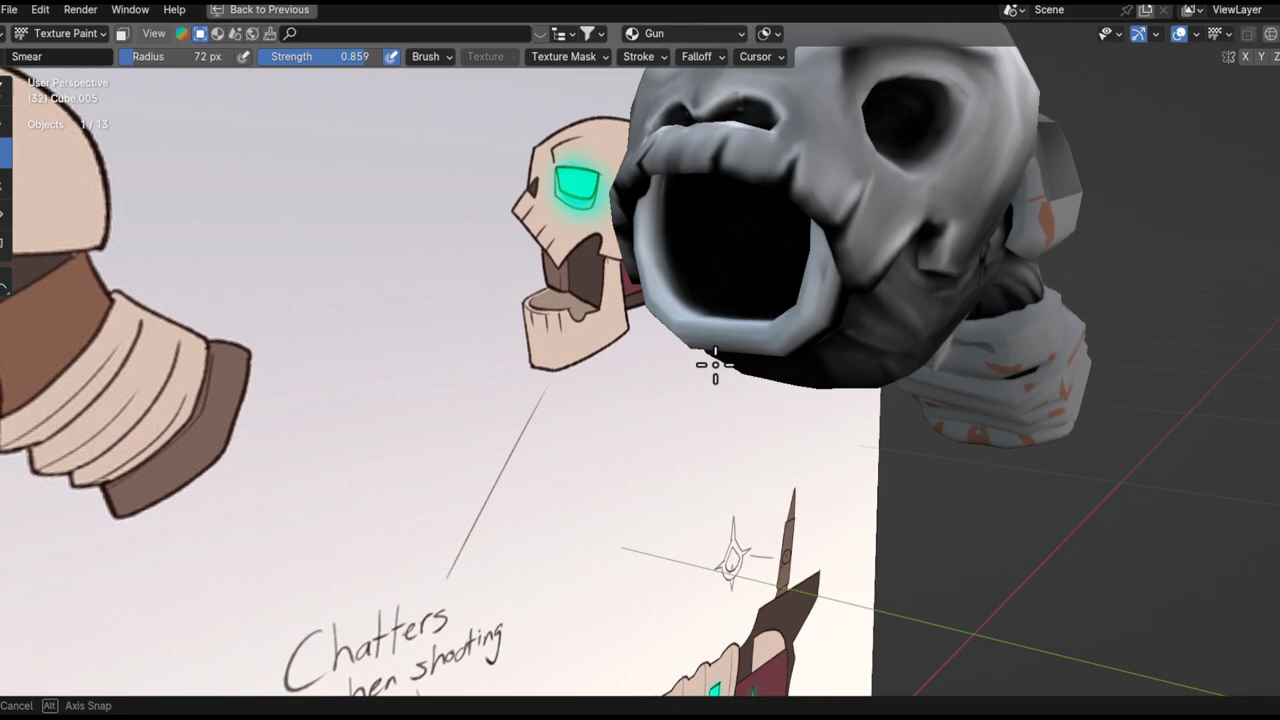 File Edit Render Window Help Back to Previous Scene ViewLayer
Texture Paint View Gun
Smear Radius 72 px Strength 0.859 Brush Texture Texture Mask Stroke Falloff Cursor X Y Z
User Perspective
(32) Cube.005
Objects 1 / 13
Chatters
hen shooting
Cancel Alt Axis Snap